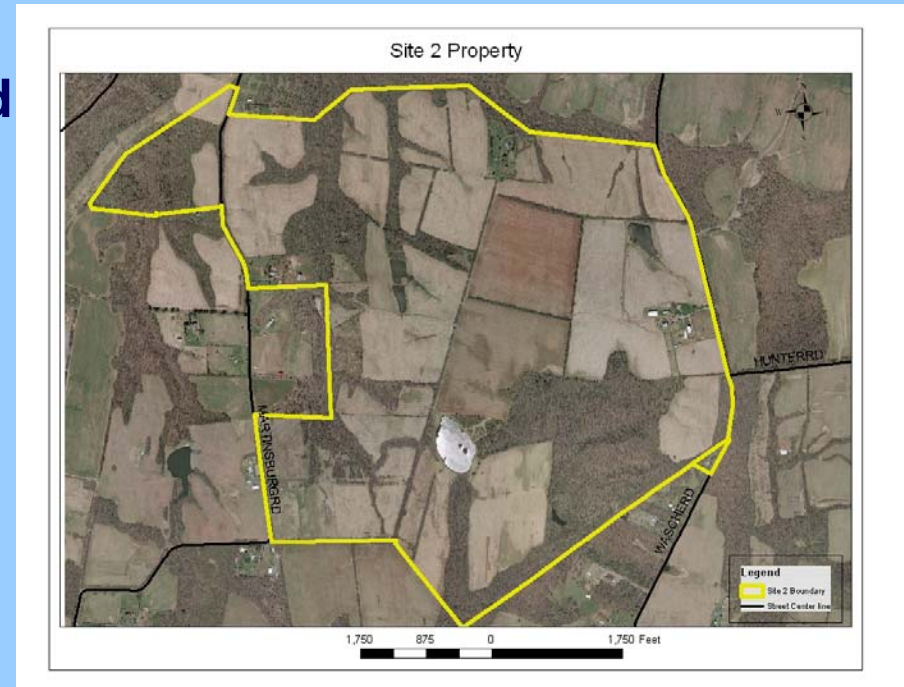 Site 2 Property
d
W
HUNTERRD
MARTINSBURGRD
WASCHERD
Legend
Site 2 Boundary
Street Center line
1,750 875 0 1,750 Feet